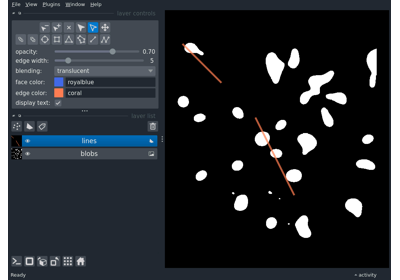 File View Plugins Window Help
layer controls
opacity: 0.70
edge width: 5
blending: translucent
face color: royalblue
edge color: coral
display text:
layer list
lines
blobs
Ready
activity